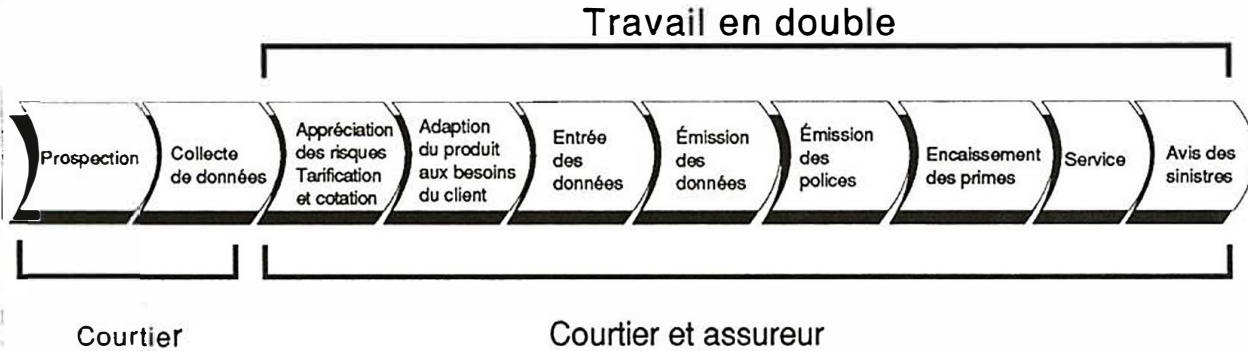 Travail en double
Prospection
Collecte
de données
Appréciation
des risques
Tarification
et cotation
Adaption
du produit
aux besoins
du client
Entrée
des
données
Émission
des
données
Émission
des
polices
Encaissement
des primes
Service
Avis des
sinistres
Courtier
Courtier et assureur